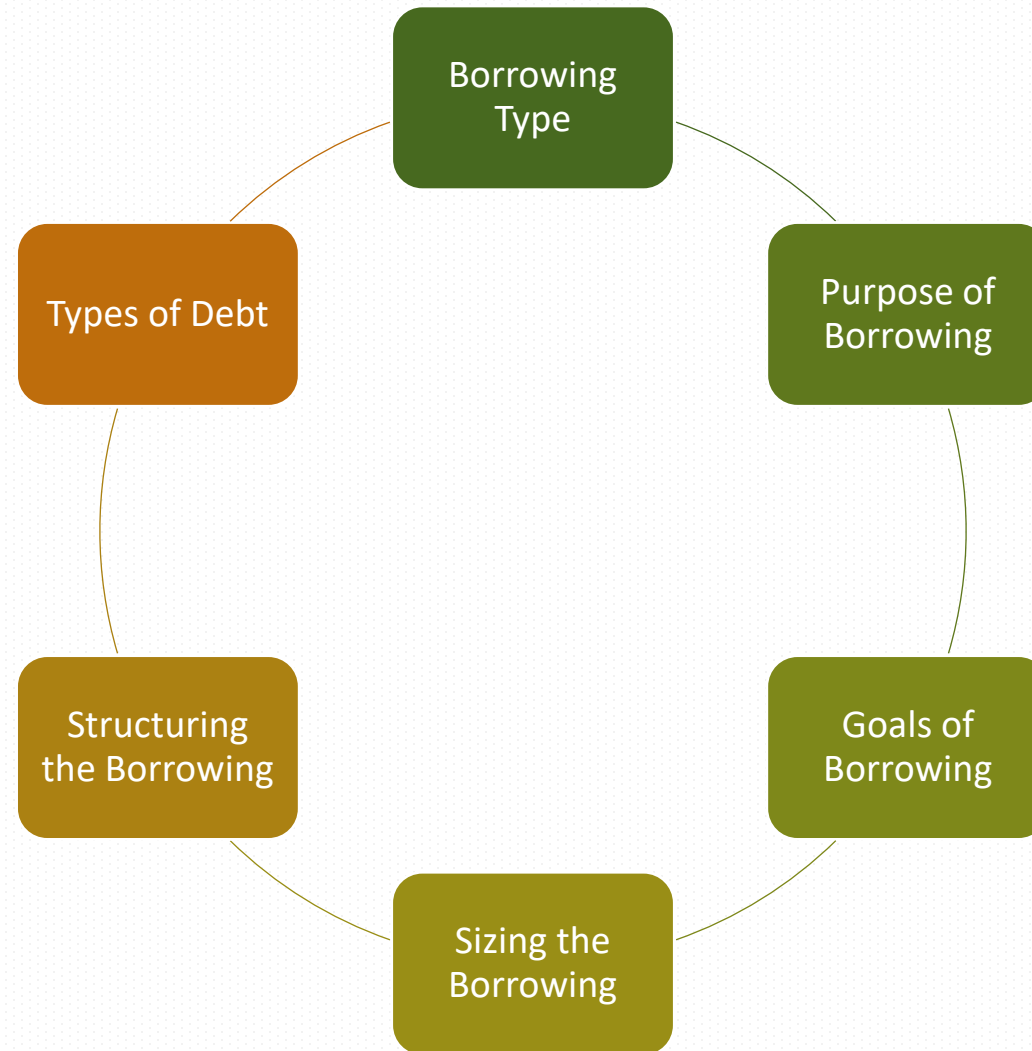 Borrowing
Type
Purpose of
Borrowing
Goals of
Borrowing
Sizing the
Borrowing
Structuring
the Borrowing
Types of Debt